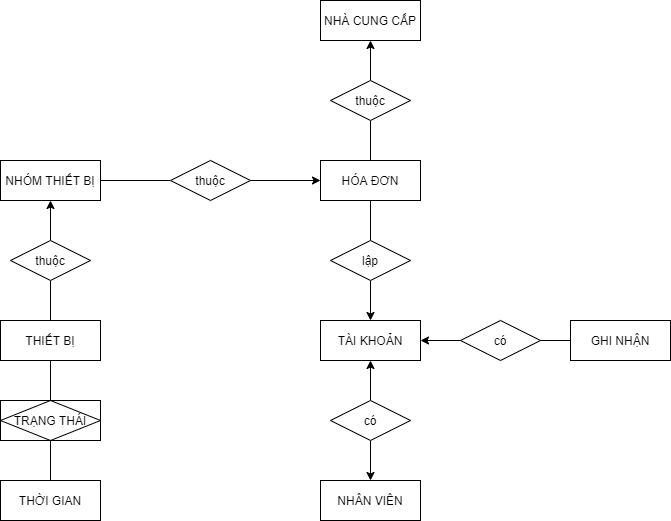 NHÀ CUNG CẤP
thuộc
NHÓM THIẾT BỊ
thuộc
HÓA ĐƠN
thuộc
lập
THIẾT BỊ
TÀI KHOẢN
có
GHI NHẬN
TRẠNG THÁI
có
THỜI GIAN
NHÂN VIÊN